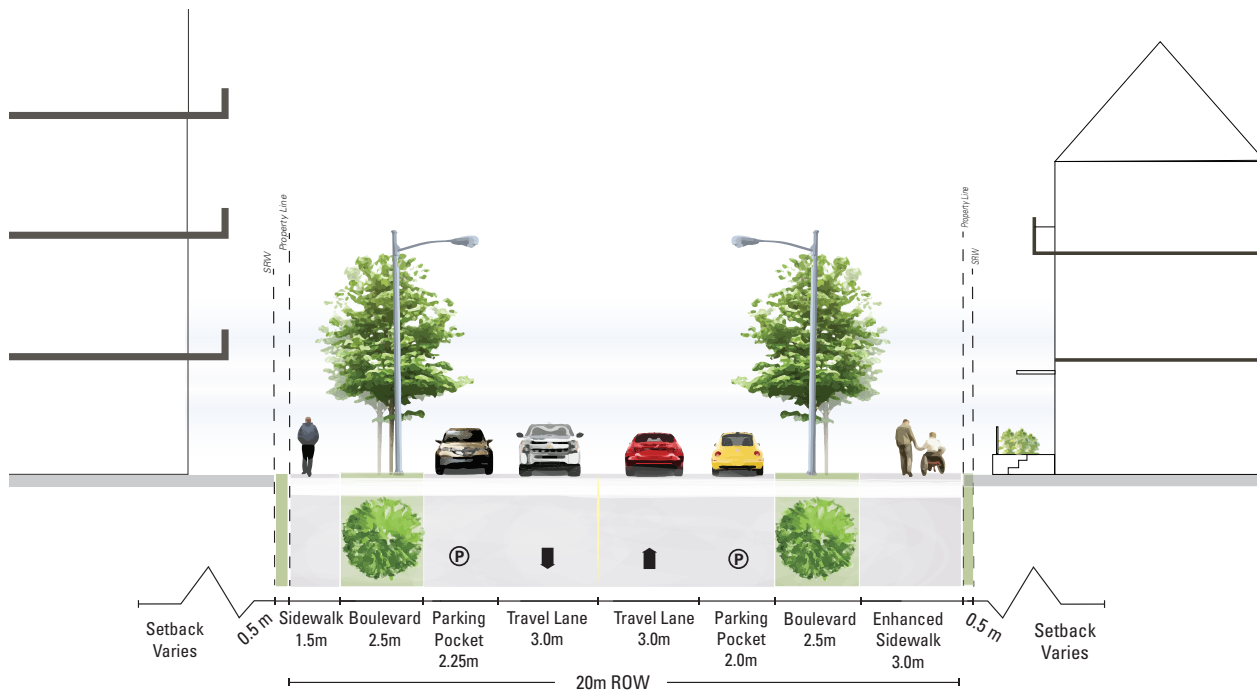 SRW
Property Line
Property Line
SRW
P
P
Setback
Varies
0.5 m
Sidewalk
1.5m
Boulevard
2.5m
Parking
Pocket
2.25m
Travel Lane
3.0m
Travel Lane
3.0m
Parking
Pocket
2.0m
Boulevard
2.5m
Enhanced
Sidewalk
3.0m
0.5 m
Setback
Varies
20m ROW